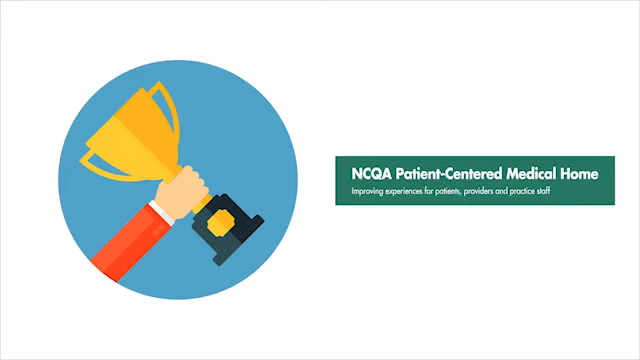 NCQA Patient-Centered Medical Home
Improving experiences for patients, providers and practice staff